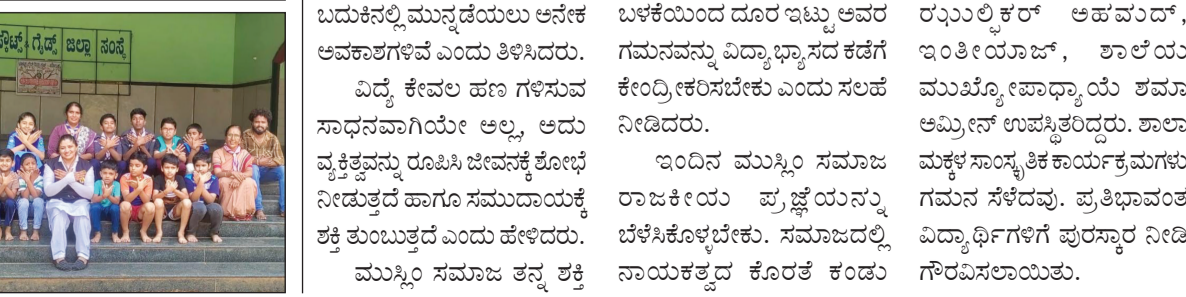 ಸ್ಕೌಟ್ಸ್ ಗೈಡ್ಸ್ ಜಿಲ್ಲಾ ಸಂಸ್ಥೆ
ಬದುಕಿನಲ್ಲಿ ಮುನ್ನಡೆಯಲು ಅನೇಕ
ಅವಕಾಶಗಳಿವೆ ಎಂದು ತಿಳಿಸಿದರು.
ವಿದ್ಯೆ ಕೇವಲ ಹಣ ಗಳಿಸುವ
ಸಾಧನವಾಗಿಯೇ ಅಲ್ಲ, ಅದು
ವ್ಯಕ್ತಿತ್ವವನ್ನು ರೂಪಿಸಿ ಜೀವನಕ್ಕೆ ಶೋಭೆ
ನೀಡುತ್ತದೆ ಹಾಗೂ ಸಮುದಾಯಕ್ಕೆ
ಶಕ್ತಿ ತುಂಬುತ್ತದೆ ಎಂದು ಹೇಳಿದರು.
ಮುಸ್ಲಿಂ ಸಮಾಜ ತನ್ನ ಶಕ್ತಿ
ಬಳಕೆಯಿಂದ ದೂರ ಇಟ್ಟು ಅವರ
ಗಮನವನ್ನು ವಿದ್ಯಾಭ್ಯಾಸದ ಕಡೆಗೆ
ಕೇಂದ್ರೀಕರಿಸಬೇಕು ಎಂದು ಸಲಹೆ
ನೀಡಿದರು.
ಇಂದಿನ ಮುಸ್ಲಿಂ ಸಮಾಜ
ರಾಜಕೀಯ ಪ್ರಜ್ಞೆಯನ್ನು
ಬೆಳೆಸಿಕೊಳ್ಳಬೇಕು. ಸಮಾಜದಲ್ಲಿ
ನಾಯಕತ್ವದ ಕೊರತೆ ಕಂಡು
ಝುಲ್ಫಿಕರ್ ಅಹಮದ್,
ಇಂತೀಯಾಜ್, ಶಾಲೆಯ
ಮುಖ್ಯೋಪಾಧ್ಯಾಯೆ ಶಮಾ
ಅಮ್ರೀನ್ ಉಪಸ್ಥಿತರಿದ್ದರು. ಶಾಲಾ
ಮಕ್ಕಳ ಸಾಂಸ್ಕೃತಿಕ ಕಾರ್ಯಕ್ರಮಗಳು
ಗಮನ ಸೆಳೆದವು. ಪ್ರತಿಭಾವಂತ
ವಿದ್ಯಾರ್ಥಿಗಳಿಗೆ ಪುರಸ್ಕಾರ ನೀಡಿ
ಗೌರವಿಸಲಾಯಿತು.